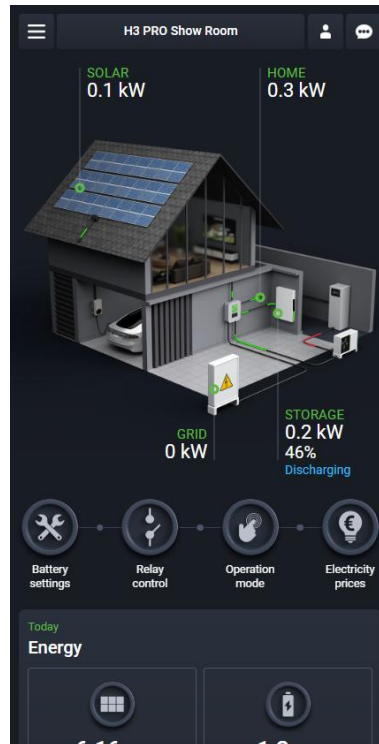 H3 PRO Show Room
SOLAR
0.1 kW
HOME
0.3 kW
STORAGE
0.2 kW
46%
Discharging
GRID
0 kW
Battery
settings
Relay
control
Operation
mode
Electricity
prices
Today
Energy